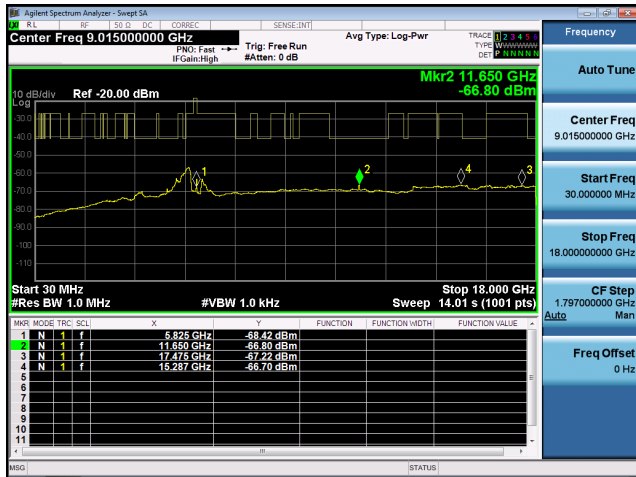 Agilent Spectrum Analyzer - Swept SA
LXI RL RF 50 Ω DC CORREC SENSE:INT
Center Freq 9.015000000 GHz
PNO: Fast
IFGain:High
Trig: Free Run
#Atten: 0 dB
Avg Type: Log-Pwr
TRACE 1 2 3 4 5 6
TYPE WWWWWW
DET P N N N N N
Mkr2 11.650 GHz
-66.80 dBm
10 dB/div Ref -20.00 dBm
Log
-30.0
-40.0
-50.0
-60.0
-70.0
-80.0
-90.0
-100
-110
1
2
4
3
Start 30 MHz Stop 18.000 GHz
#Res BW 1.0 MHz #VBW 1.0 kHz Sweep 14.01 s (1001 pts)
MKR MODE TRC SCL X Y FUNCTION FUNCTION WIDTH FUNCTION VALUE
1 N 1 f 5.825 GHz -68.42 dBm
2 N 1 f 11.650 GHz -66.80 dBm
3 N 1 f 17.475 GHz -67.22 dBm
4 N 1 f 15.287 GHz -66.70 dBm
5
6
7
8
9
10
11
MSG STATUS
Frequency
Auto Tune
Center Freq
9.015000000 GHz
Start Freq
30.000000 MHz
Stop Freq
18.000000000 GHz
CF Step
1.797000000 GHz
Auto Man
Freq Offset
0 Hz